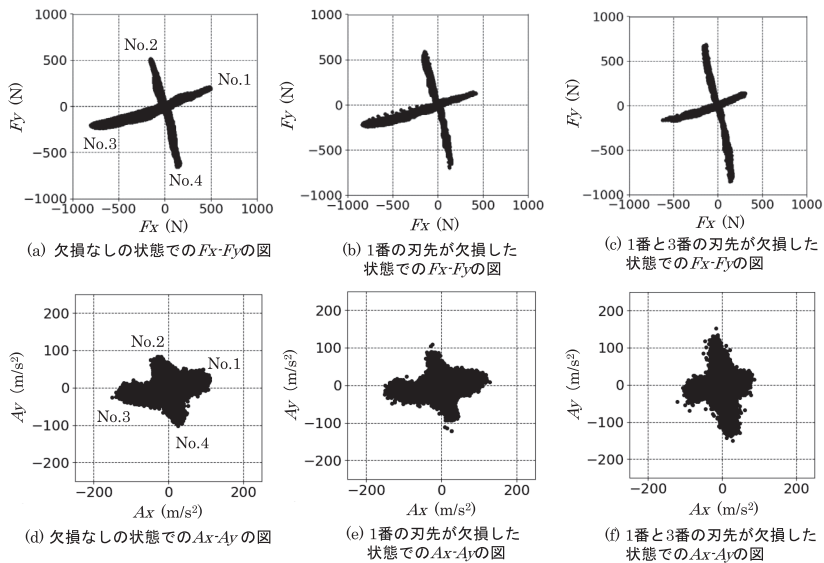 1000
500
0
−500
−1000
Fy (N)
No.2
No.1
No.3
No.4
−1000 −500 0 500 1000
Fx (N)
(a) 欠損なしの状態でのFx-Fyの図
1000
500
0
−500
−1000
Fy (N)
−1000 −500 0 500 1000
Fx (N)
(b) 1番の刃先が欠損した
状態でのFx-Fyの図
1000
500
0
−500
−1000
Fy (N)
−1000 −500 0 500 1000
Fx (N)
(c) 1番と3番の刃先が欠損した
状態でのFx-Fyの図
200
100
0
−100
−200
Ay (m/s²)
No.2
No.1
No.3
No.4
−200 0 200
Ax (m/s²)
(d) 欠損なしの状態でのAx-Ayの図
200
100
0
−100
−200
Ay (m/s²)
−200 0 200
Ax (m/s²)
(e) 1番の刃先が欠損した
状態でのAx-Ayの図
200
100
0
−100
−200
Ay (m/s²)
−200 0 200
Ax (m/s²)
(f) 1番と3番の刃先が欠損した
状態でのAx-Ayの図